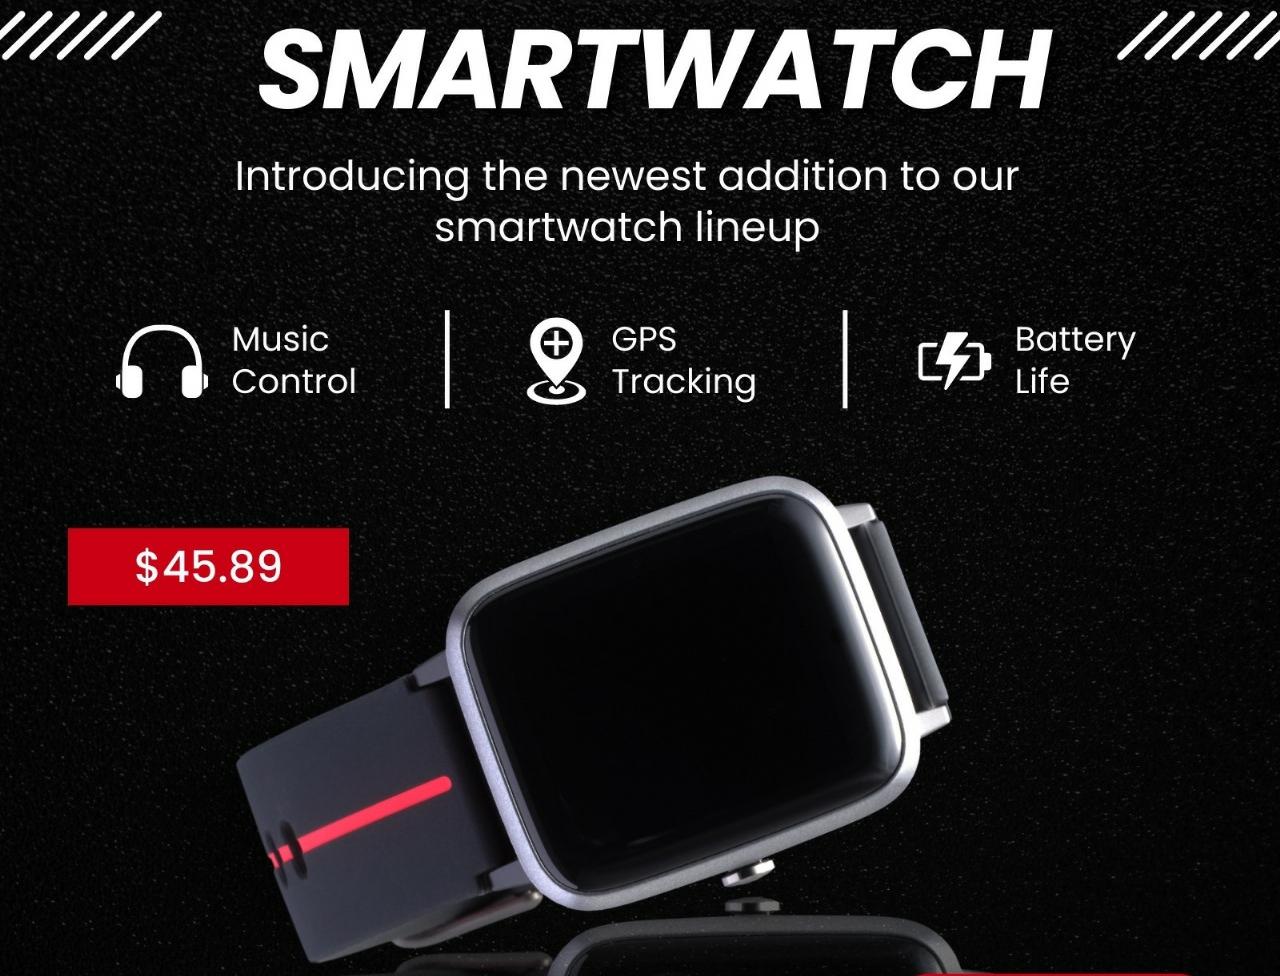 SMARTWATCH
Introducing the newest addition to our
smartwatch lineup
Music
Control
GPS
Tracking
Battery
Life
$45.89